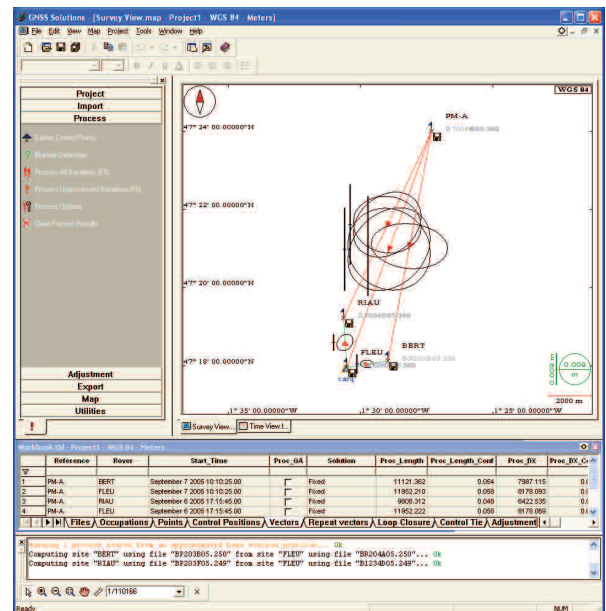 GNSS Solutions - [Survey View.map - Project1 - WGS 84 - Meters]
File Edit View Map Project Tools Window Help
Project
Import
Process
Define Control Points
Blunder Detection
Process All Baselines (F5)
Process Unprocessed Baselines (F6)
Process Options
Clear Process Results
Adjustment
Export
Map
Utilities
WGS 84
PM-A
47° 24' 00.00000"N
47° 22' 00.00000"N
47° 20' 00.00000"N
RIAU
47° 18' 00.00000"N
FLEU
BERT
0.009 m
0.009
m
2000 m
1° 35' 00.00000"W
1° 30' 00.00000"W
1° 25' 00.00000"W
Survey View...
Time View.t...
Workbook.tbl - Project1 - WGS 84 - Meters
Reference Rover Start_Time Proc_QA Solution Proc_Length Proc_Length_Conf Proc_DX
1 PM-A BERT September 7 2005 10:10:25.00 Fixed 11121.362 0.054 7987.115
2 PM-A FLEU September 7 2005 10:10:25.00 Fixed 11952.210 0.058 8178.093
3 PM-A RIAU September 6 2005 17:15:45.00 Fixed 9808.312 0.048 6422.535
4 PM-A FLEU September 6 2005 17:15:45.00 Fixed 11952.222 0.058 8178.089
Files Occupations Points Control Positions Vectors Repeat vectors Loop Closure Control Tie Adjustment
Ok
Computing site "BERT" using file "BP203B05.250" from site "FLEU" using file "BR204A05.250"... Ok
Computing site "RIAU" using file "BP203F05.249" from site "FLEU" using file "B1234D05.249"... Ok
1/110166
Ready
NUM